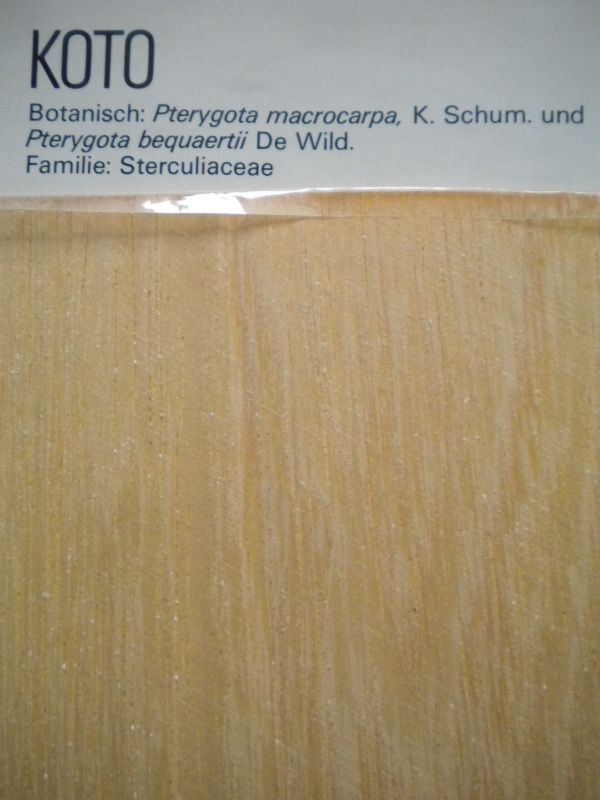 KOTO
Botanisch: Pterygota macrocarpa, K. Schum. und
Pterygota bequaertii De Wild.
Familie: Sterculiaceae